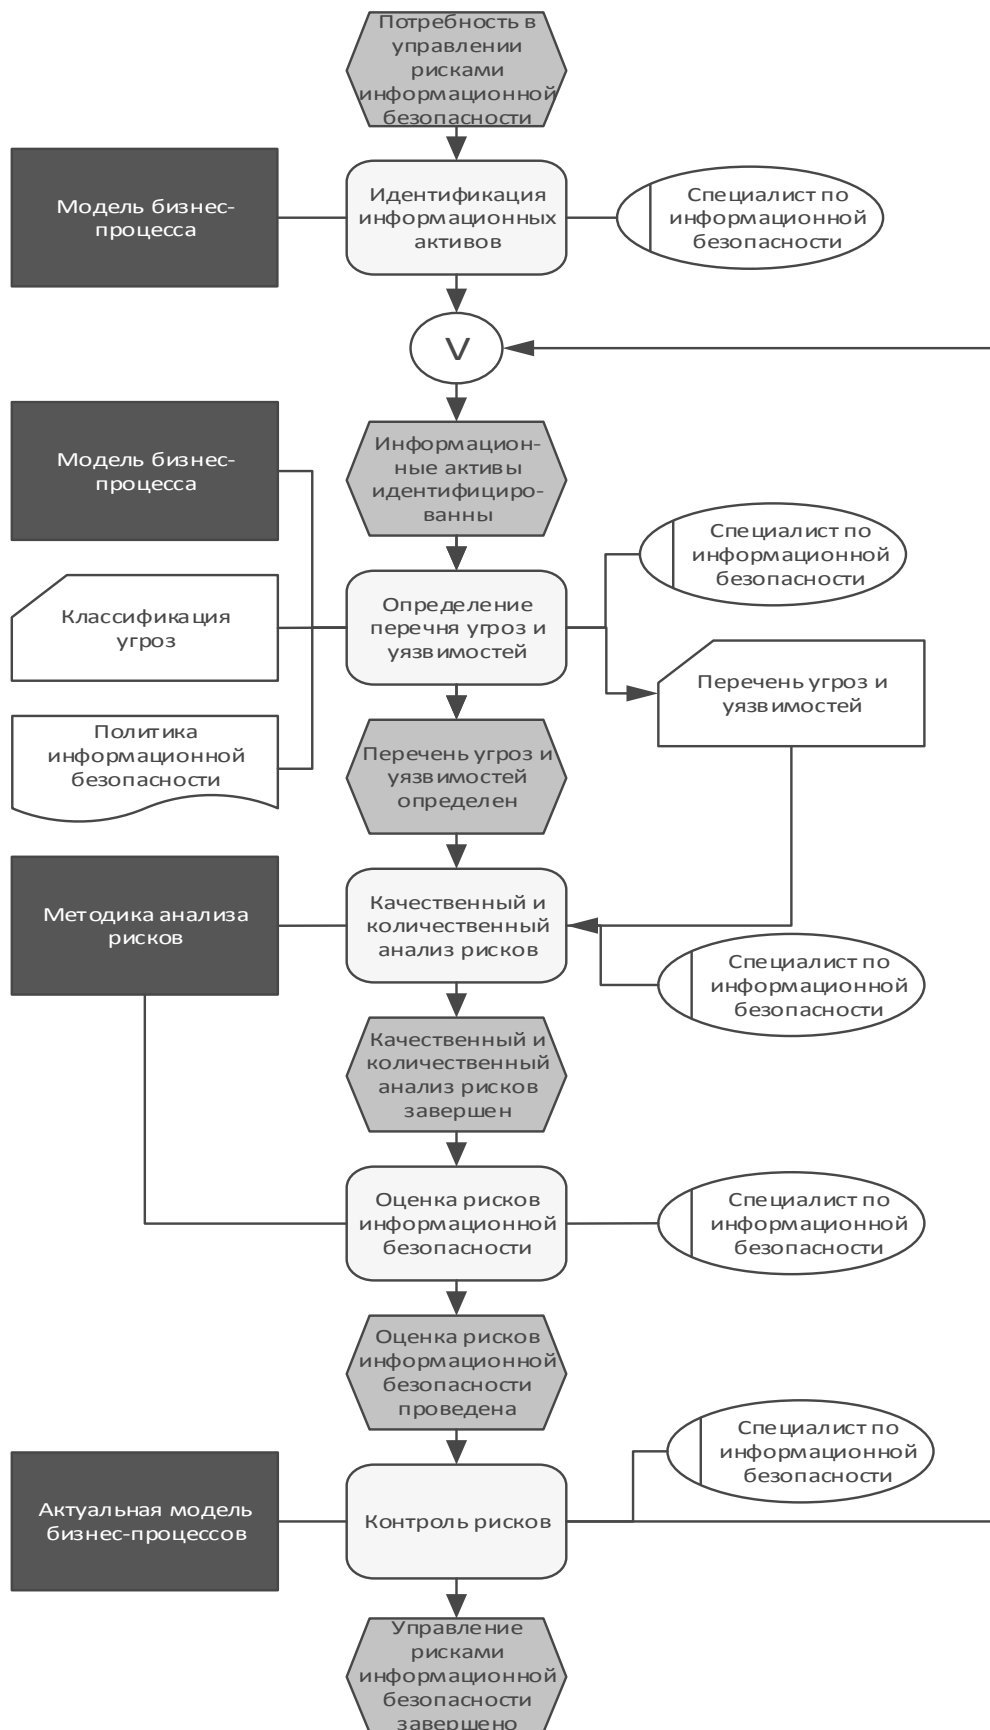 Потребность в
управлении
рисками
информационной
безопасности
Модель бизнес-
процесса
Идентификация
информационных
активов
Специалист по
информационной
безопасности
V
Модель бизнес-
процесса
Информацион-
ные активы
идентифициро-
ванны
Специалист по
информационной
безопасности
Классификация
угроз
Определение
перечня угроз и
уязвимостей
Перечень угроз и
уязвимостей
Политика
информационной
безопасности
Перечень угроз и
уязвимостей
определен
Методика анализа
рисков
Качественный и
количественный
анализ рисков
Специалист по
информационной
безопасности
Качественный и
количественный
анализ рисков
завершен
Оценка рисков
информационной
безопасности
Специалист по
информационной
безопасности
Оценка рисков
информационной
безопасности
проведена
Специалист по
информационной
безопасности
Актуальная модель
бизнес-процессов
Контроль рисков
Управление
рисками
информационной
безопасности
завершено